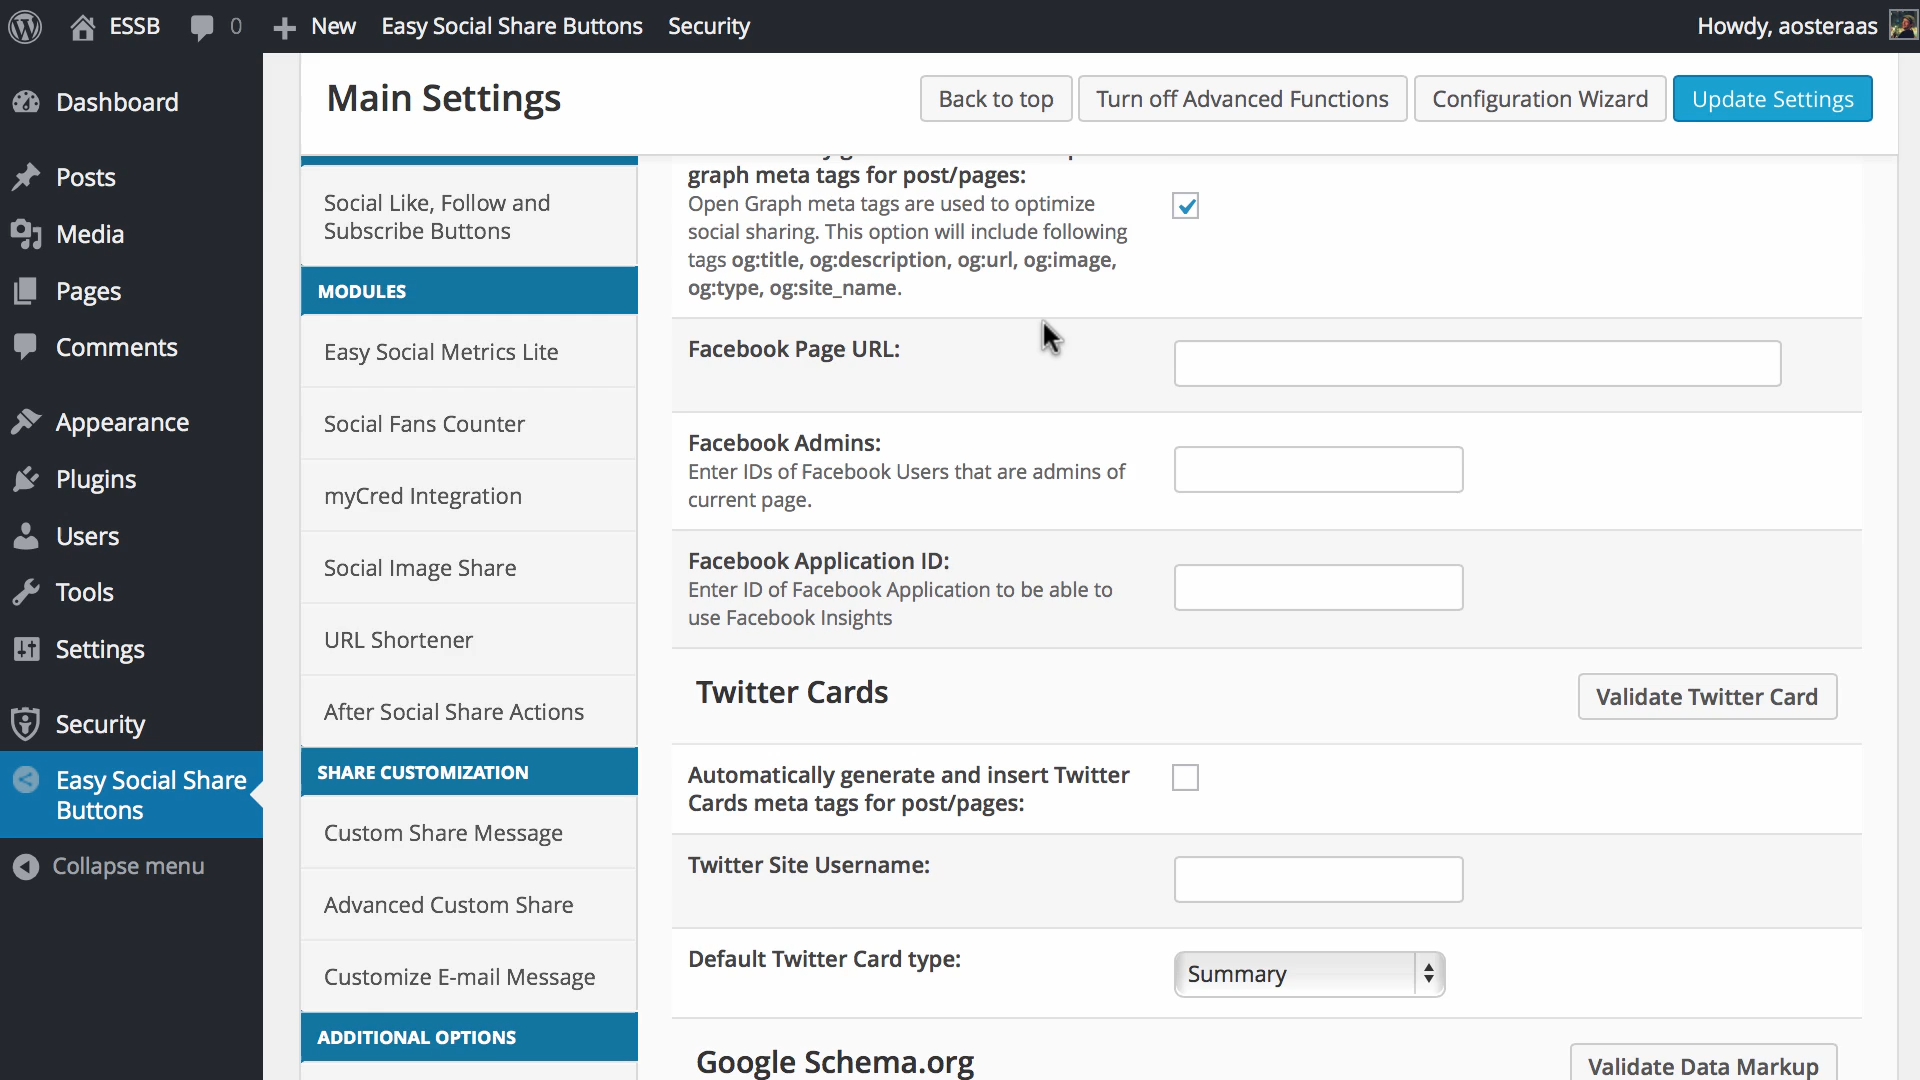 ESSB 0 New Easy Social Share Buttons Security Howdy, aosteraas
Dashboard
Posts
Media
Pages
Comments
Appearance
Plugins
Users
Tools
Settings
Security
Easy Social Share
Buttons
Collapse menu
Main Settings
Back to top Turn off Advanced Functions Configuration Wizard Update Settings
Social Like, Follow and
Subscribe Buttons
MODULES
Easy Social Metrics Lite
Social Fans Counter
myCred Integration
Social Image Share
URL Shortener
After Social Share Actions
SHARE CUSTOMIZATION
Custom Share Message
Advanced Custom Share
Customize E-mail Message
ADDITIONAL OPTIONS
graph meta tags for post/pages:
Open Graph meta tags are used to optimize
social sharing. This option will include following
tags og:title, og:description, og:url, og:image,
og:type, og:site_name.
Facebook Page URL:
Facebook Admins:
Enter IDs of Facebook Users that are admins of
current page.
Facebook Application ID:
Enter ID of Facebook Application to be able to
use Facebook Insights
Twitter Cards
Validate Twitter Card
Automatically generate and insert Twitter
Cards meta tags for post/pages:
Twitter Site Username:
Default Twitter Card type:
Summary
Google Schema.org
Validate Data Markup